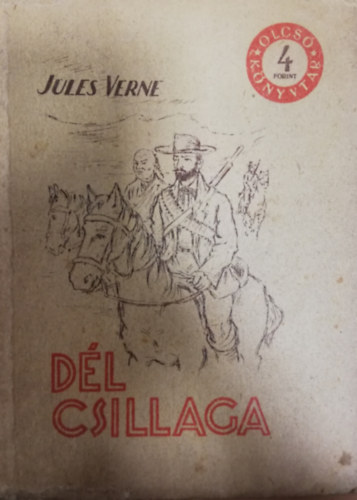 OLCSÓ
KÖNYVTÁR
4
FORINT
JULES VERNE
DÉL
CSILLAGA